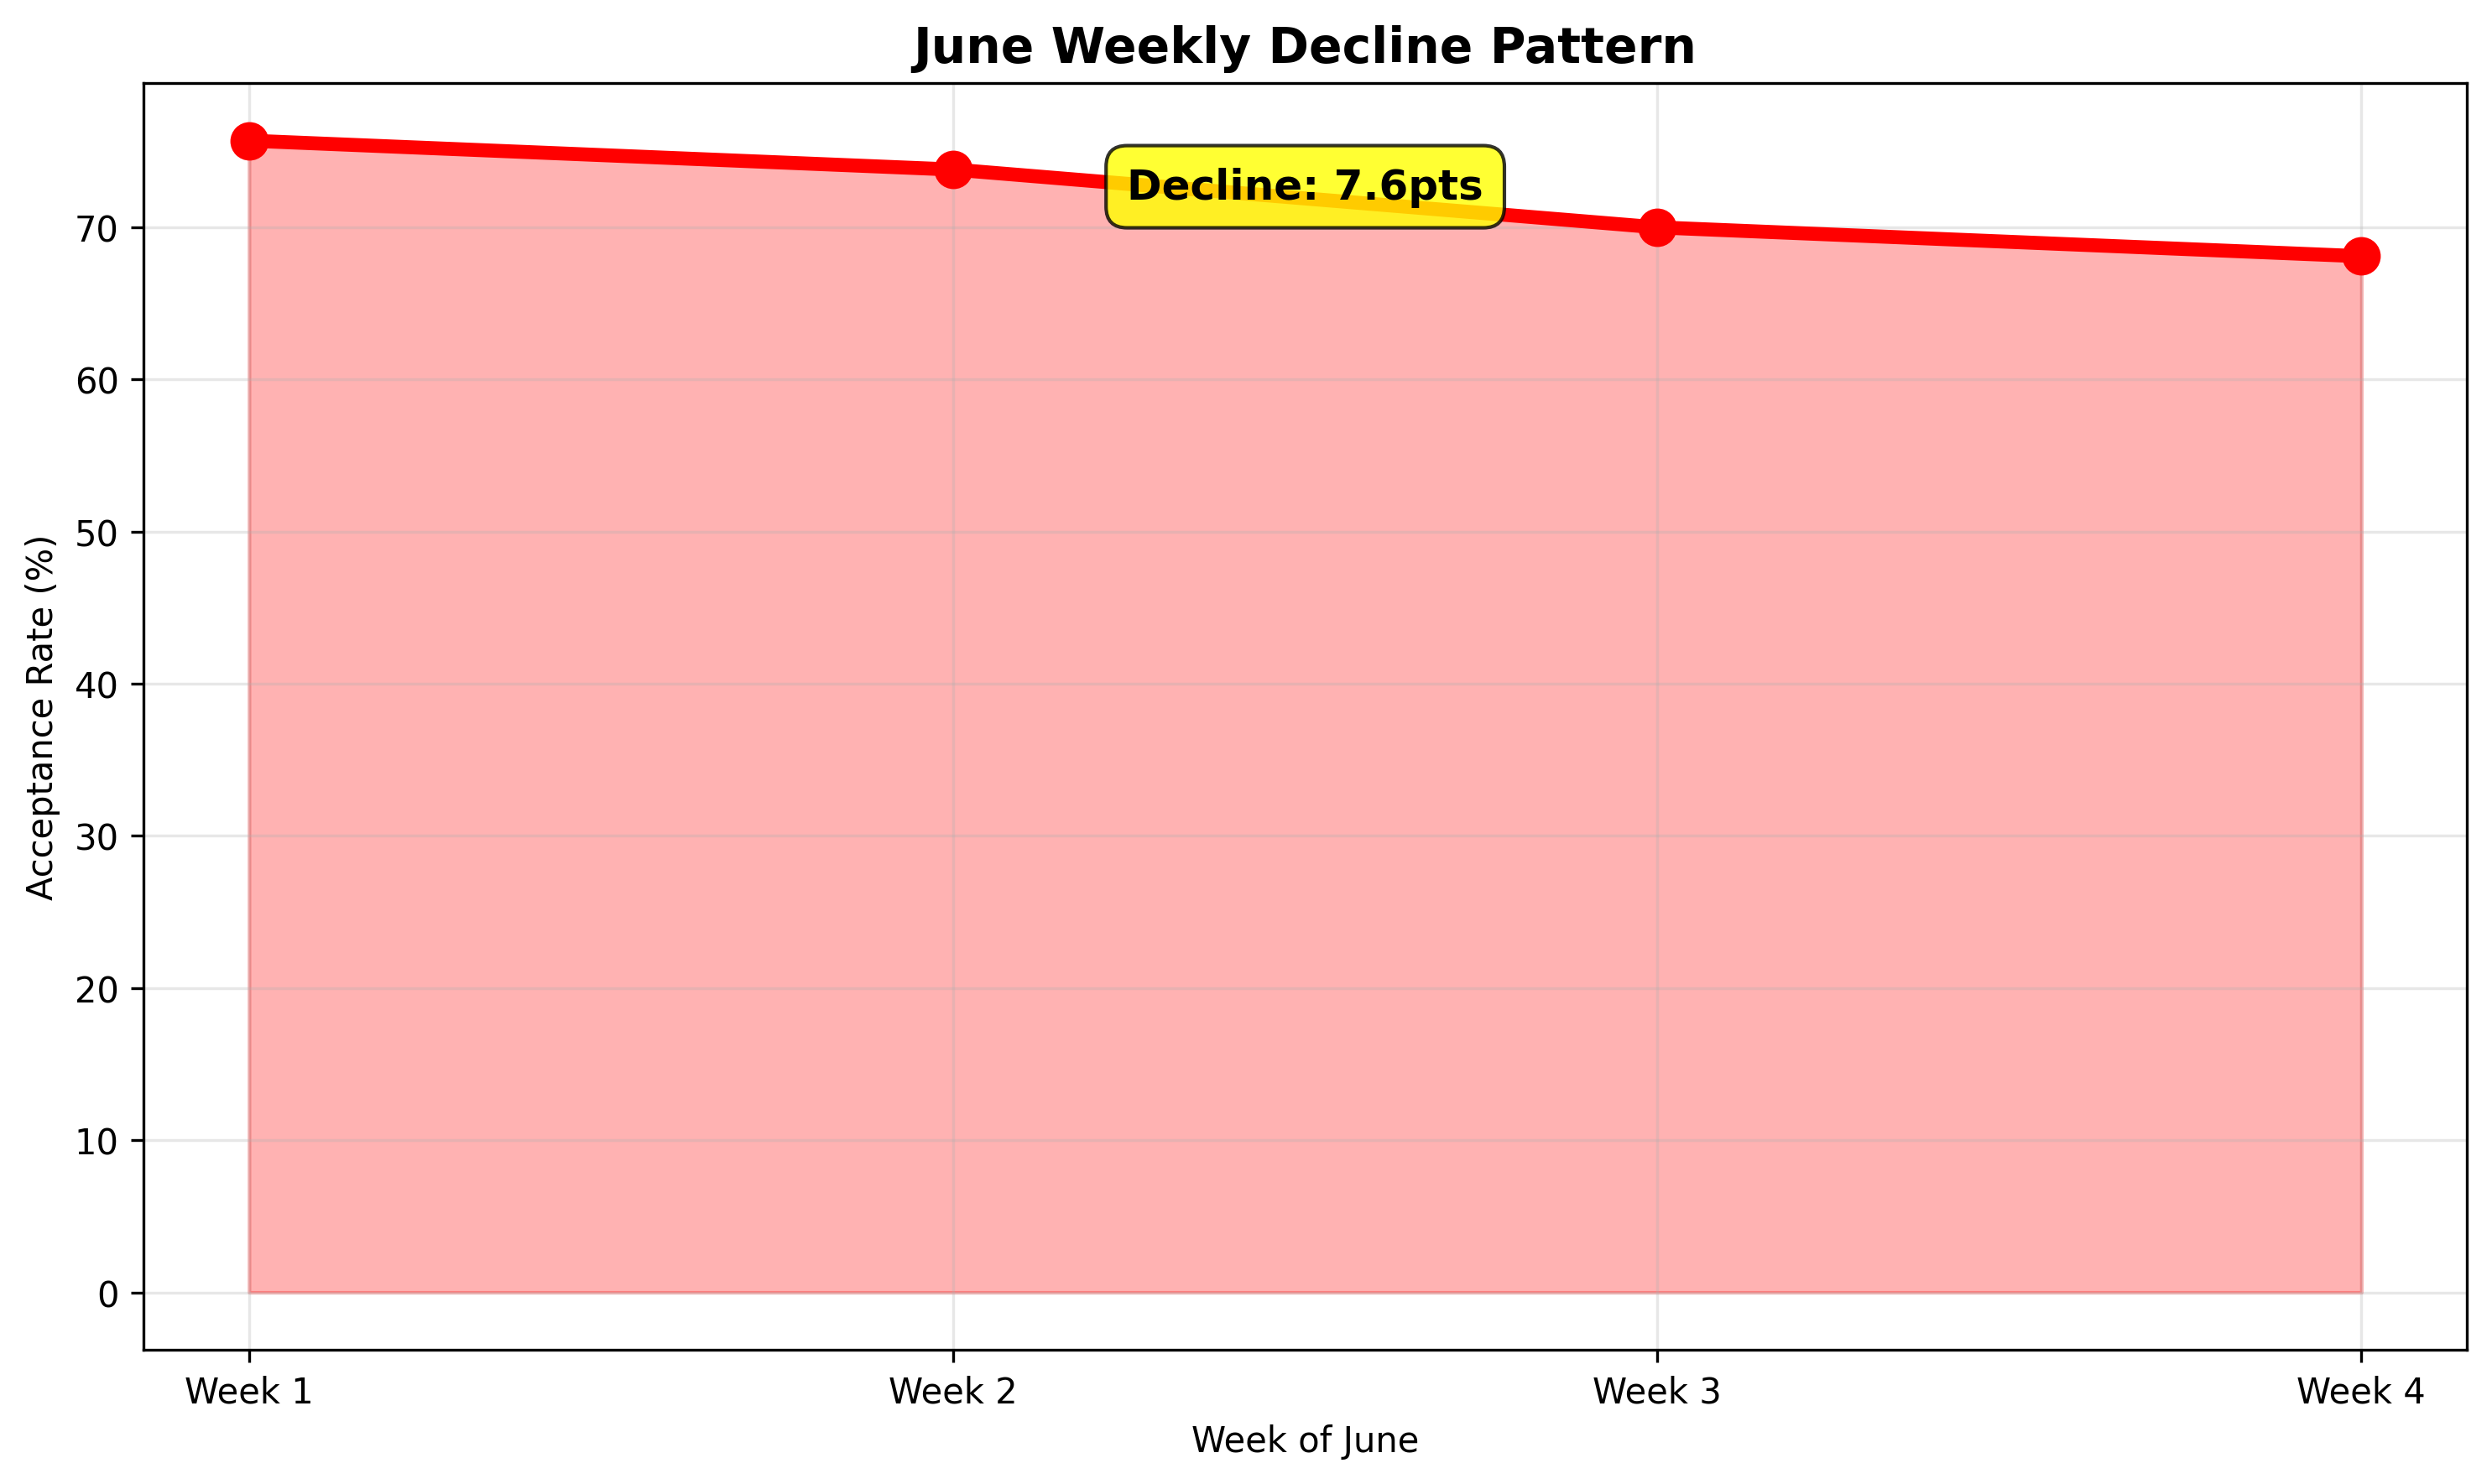 June Weekly Decline Pattern
Decline: 7.6pts
Acceptance Rate (%)
70
60
50
40
30
20
10
0
Week 1
Week 2
Week 3
Week 4
Week of June